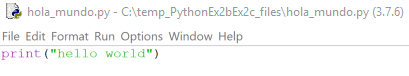 hola_mundo.py - C:\temp_PythonEx2bEx2c_files\hola_mundo.py (3.7.6)
File Edit Format Run Options Window Help
print("hello world")